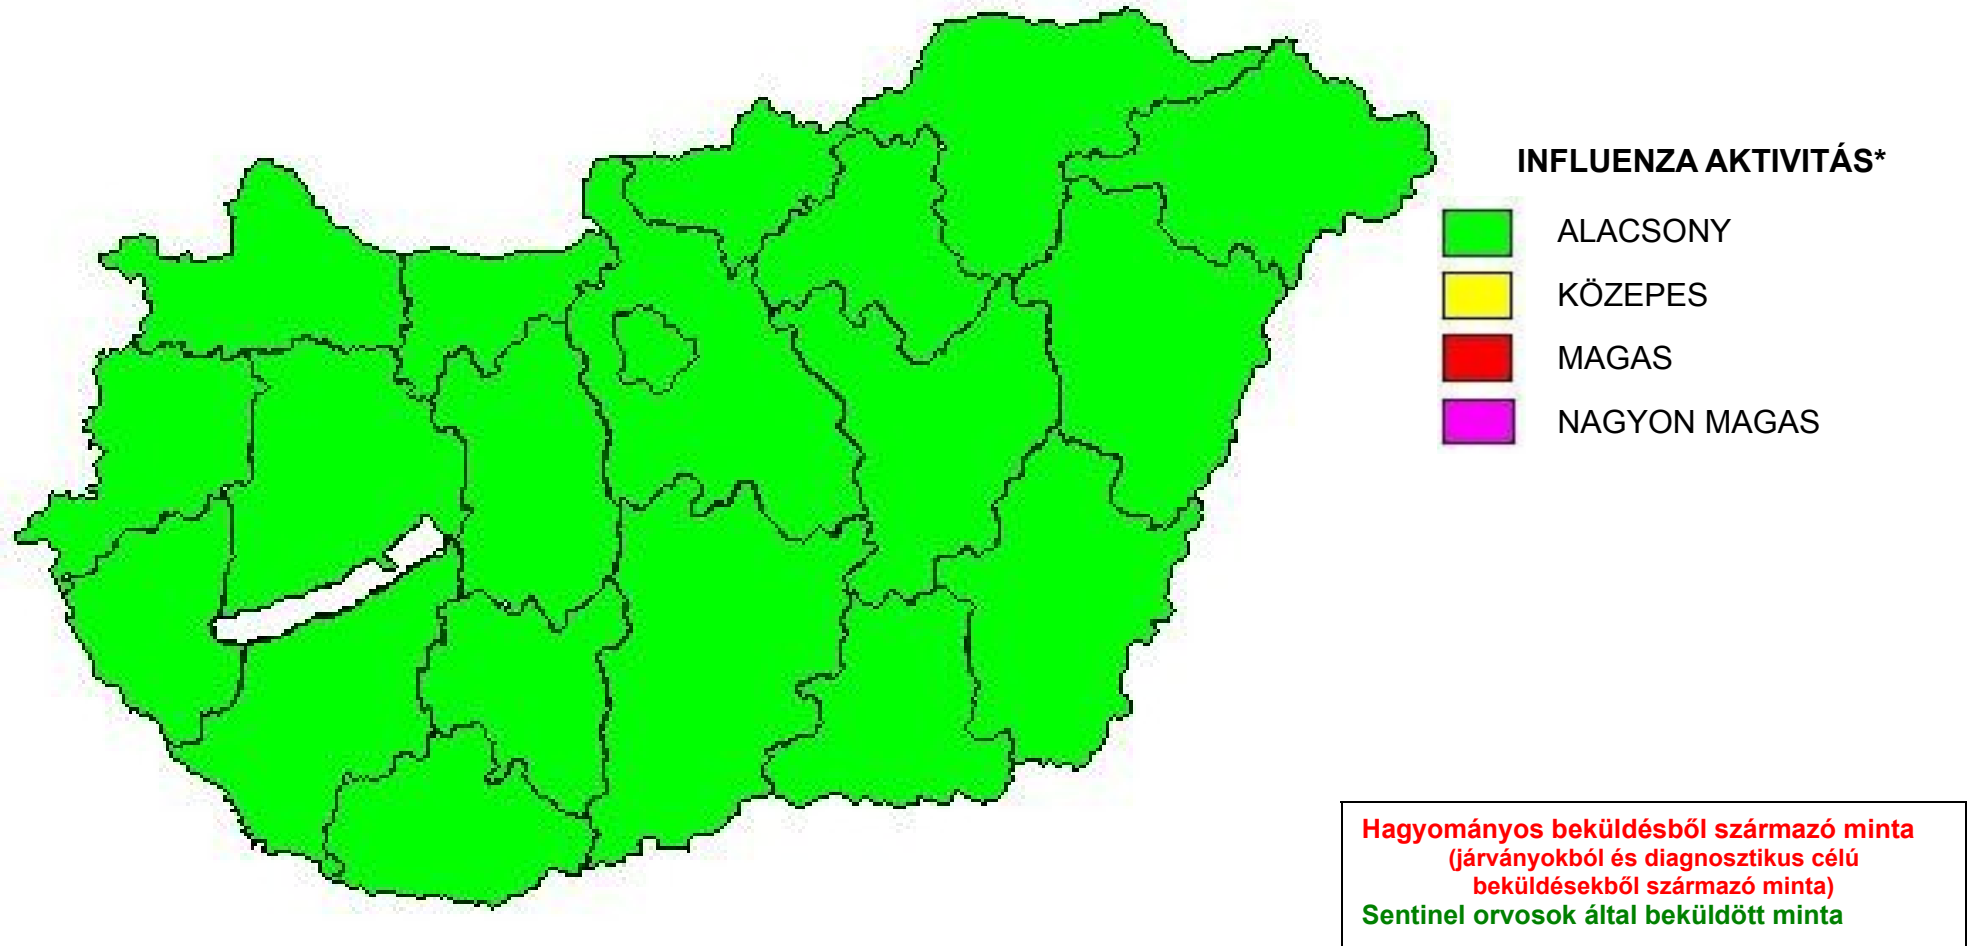 INFLUENZA AKTIVITÁS*
ALACSONY
KÖZEPES
MAGAS
NAGYON MAGAS
Hagyományos beküldésből származó minta
(járványokból és diagnosztikus célú
beküldésekből származó minta)
Sentinel orvosok által beküldött minta